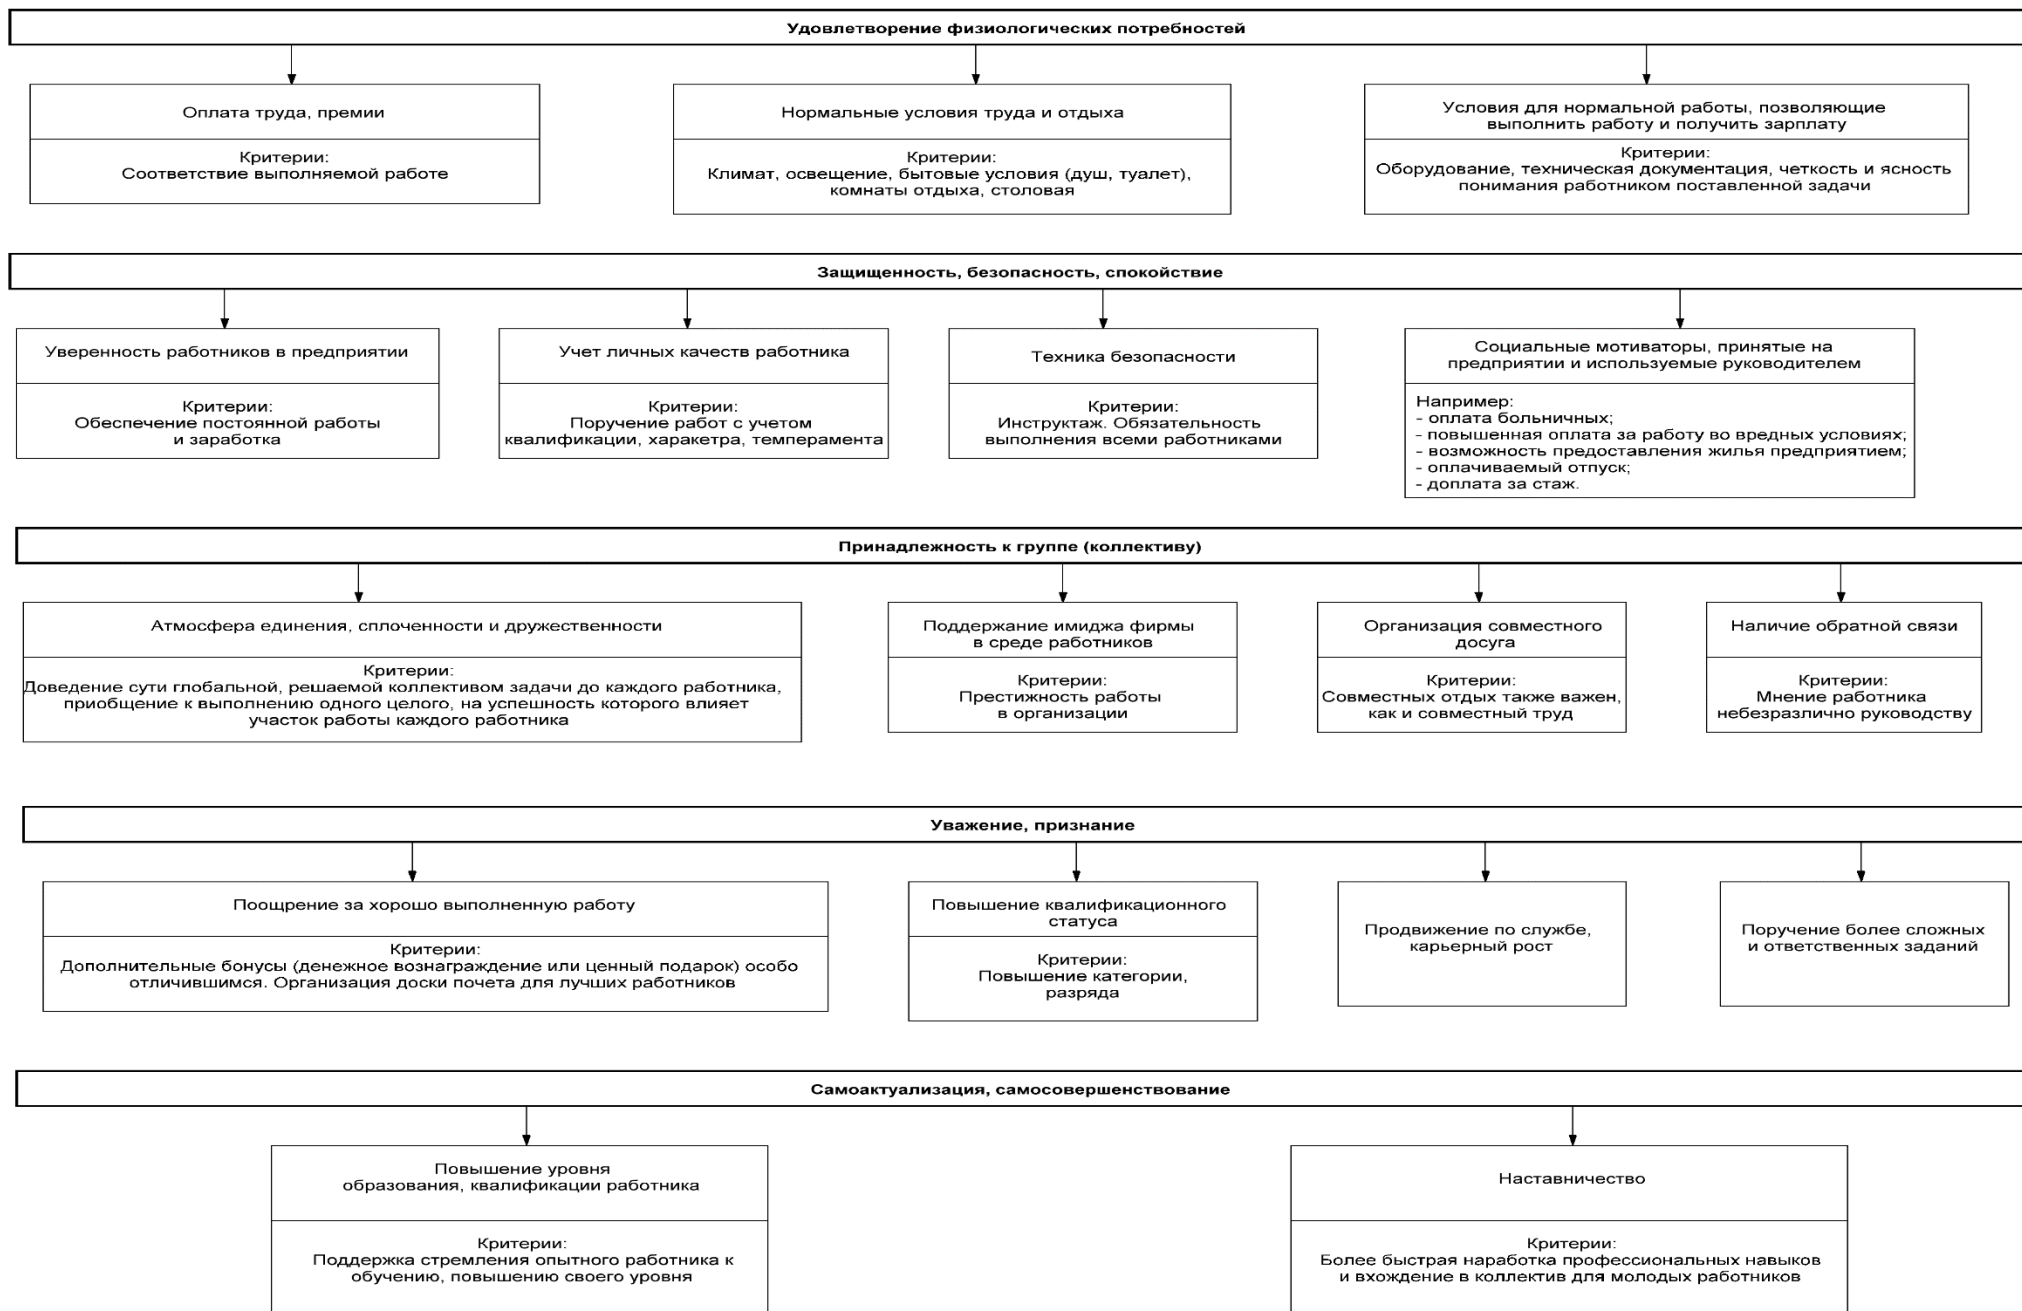 Удовлетворение физиологических потребностей
Оплата труда, премии
Критерии:
Соответствие выполняемой работе
Нормальные условия труда и отдыха
Критерии:
Климат, освещение, бытовые условия (душ, туалет),
комнаты отдыха, столовая
Условия для нормальной работы, позволяющие
выполнить работу и получить зарплату
Критерии:
Оборудование, техническая документация, четкость и ясность
понимания работником поставленной задачи
Защищенность, безопасность, спокойствие
Уверенность работников в предприятии
Критерии:
Обеспечение постоянной работы
и заработка
Учет личных качеств работника
Критерии:
Поручение работ с учетом
квалификации, характера, темперамента
Техника безопасности
Критерии:
Инструктаж. Обязательность
выполнения всеми работниками
Социальные мотиваторы, принятые на
предприятии и используемые руководителем
Например:
- оплата больничных;
- повышенная оплата за работу во вредных условиях;
- возможность предоставления жилья предприятием;
- оплачиваемый отпуск;
- доплата за стаж.
Принадлежность к группе (коллективу)
Атмосфера единения, сплоченности и дружественности
Критерии:
Доведение сути глобальной, решаемой коллективом задачи до каждого работника,
приобщение к выполнению одного целого, на успешность которого влияет
участок работы каждого работника
Поддержание имиджа фирмы
в среде работников
Критерии:
Престижность работы
в организации
Организация совместного
досуга
Критерии:
Совместных отдых также важен,
как и совместный труд
Наличие обратной связи
Критерии:
Мнение работника
небезразлично руководству
Уважение, признание
Поощрение за хорошо выполненную работу
Критерии:
Дополнительные бонусы (денежное вознаграждение или ценный подарок) особо
отличившимся. Организация доски почета для лучших работников
Повышение квалификационного
статуса
Критерии:
Повышение категории,
разряда
Продвижение по службе,
карьерный рост
Поручение более сложных
и ответственных заданий
Самоактуализация, самосовершенствование
Повышение уровня
образования, квалификации работника
Критерии:
Поддержка стремления опытного работника к
обучению, повышению своего уровня
Наставничество
Критерии:
Более быстрая наработка профессиональных навыков
и вхождение в коллектив для молодых работников